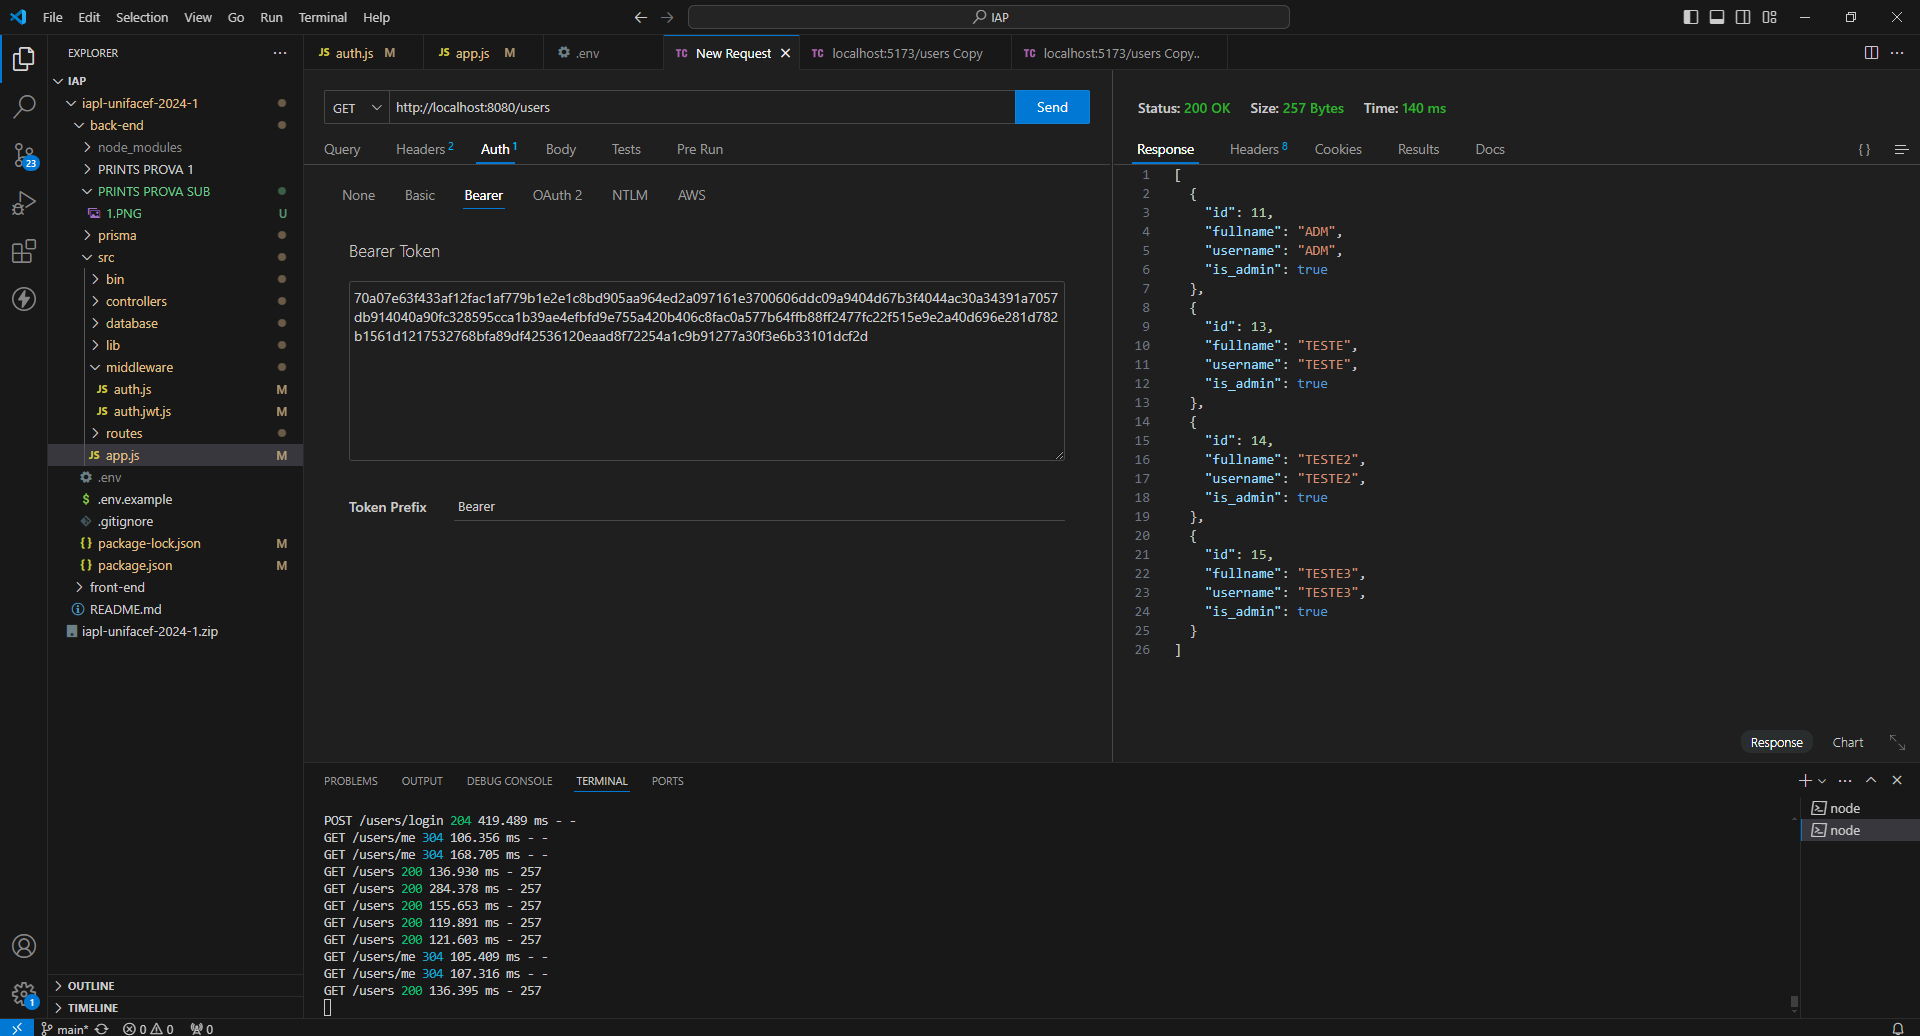 File Edit Selection View Go Run Terminal Help
IAP
EXPLORER
IAP
iapl-unifacef-2024-1
back-end
node_modules
PRINTS PROVA 1
PRINTS PROVA SUB
1.PNG U
prisma
src
bin
controllers
database
lib
middleware
JS auth.js M
JS auth.jwt.js M
routes
JS app.js M
.env
$ .env.example
.gitignore
{} package-lock.json M
{} package.json M
front-end
README.md
iapl-unifacef-2024-1.zip
OUTLINE
TIMELINE
23
1
JS auth.js M
JS app.js M
.env
TC New Request
TC localhost:5173/users Copy
TC localhost:5173/users Copy..
GET http://localhost:8080/users Send
Query Headers 2 Auth 1 Body Tests Pre Run
None Basic Bearer OAuth 2 NTLM AWS
Bearer Token
70a07e63f433af12fac1af779b1e2e1c8bd905aa964ed2a097161e3700606ddc09a9404d67b3f4044ac30a34391a7057
db914040a90fc328595cca1b39ae4efbfd9e755a420b406c8fac0a577b64ffb88ff2477fc22f515e9e2a40d696e281d782
b1561d1217532768bfa89df42536120eaad8f72254a1c9b91277a30f3e6b33101dcf2d
Token Prefix Bearer
Status: 200 OK Size: 257 Bytes Time: 140 ms
Response Headers 8 Cookies Results Docs {}
1 [
2 {
3 "id": 11,
4 "fullname": "ADM",
5 "username": "ADM",
6 "is_admin": true
7 },
8 {
9 "id": 13,
10 "fullname": "TESTE",
11 "username": "TESTE",
12 "is_admin": true
13 },
14 {
15 "id": 14,
16 "fullname": "TESTE2",
17 "username": "TESTE2",
18 "is_admin": true
19 },
20 {
21 "id": 15,
22 "fullname": "TESTE3",
23 "username": "TESTE3",
24 "is_admin": true
25 }
26 ]
Response Chart
PROBLEMS OUTPUT DEBUG CONSOLE TERMINAL PORTS
POST /users/login 204 419.489 ms - -
GET /users/me 304 106.356 ms - -
GET /users/me 304 168.705 ms - -
GET /users 200 136.930 ms - 257
GET /users 200 284.378 ms - 257
GET /users 200 155.653 ms - 257
GET /users 200 119.891 ms - 257
GET /users 200 121.603 ms - 257
GET /users/me 304 105.409 ms - -
GET /users/me 304 107.316 ms - -
GET /users 200 136.395 ms - 257
node
node
main* 0 0 0